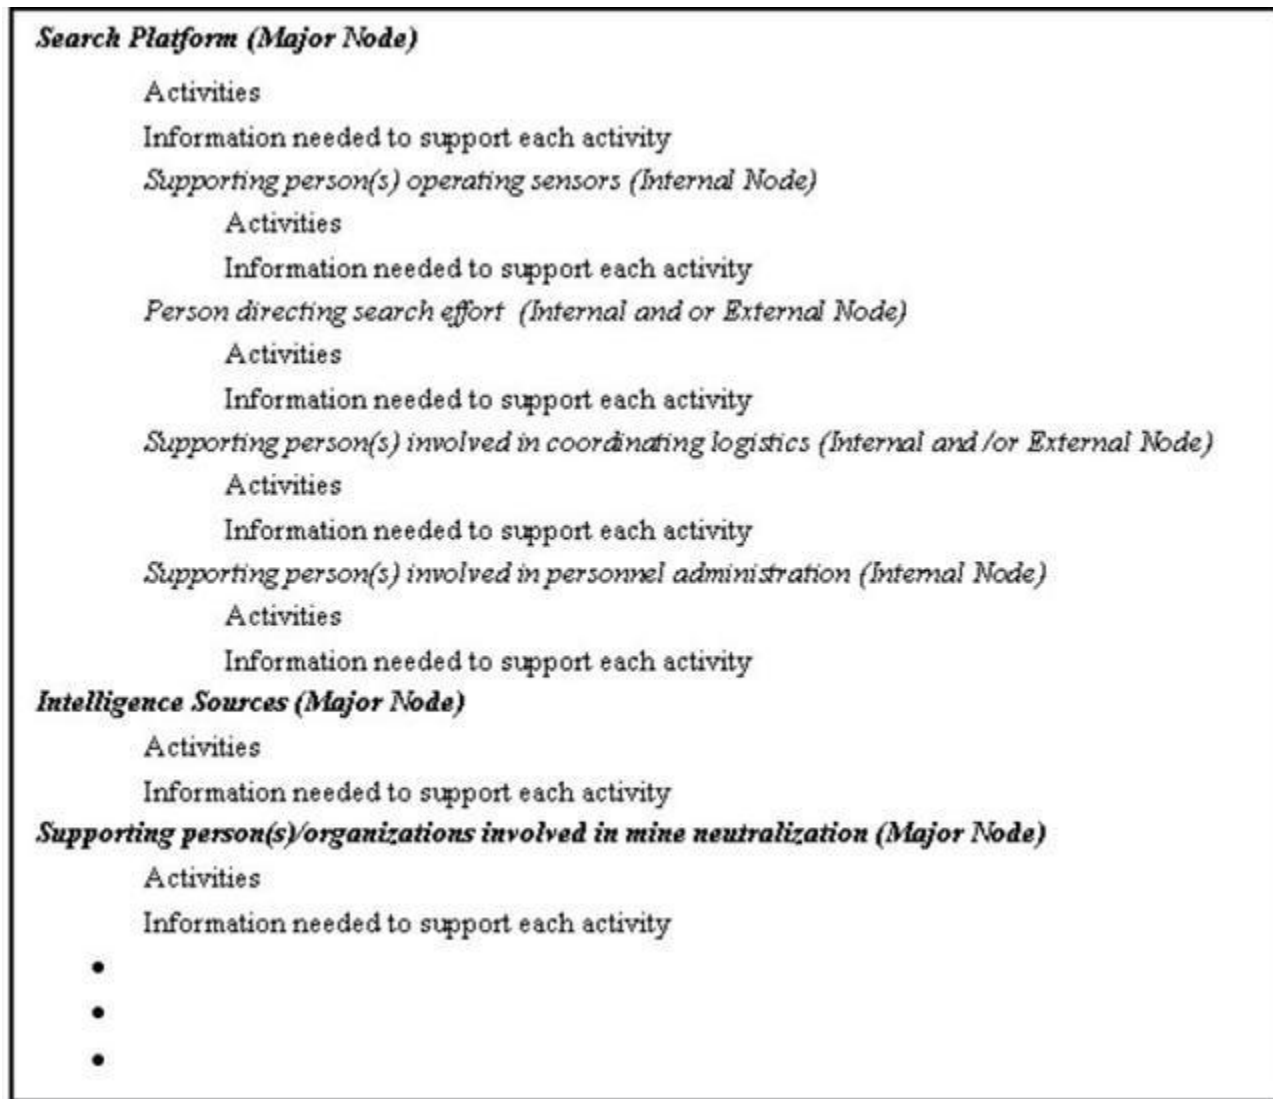 Search Platform (Major Node)
Activities
Information needed to support each activity
Supporting person(s) operating sensors (Internal Node)
Activities
Information needed to support each activity
Person directing search effort (Internal and or External Node)
Activities
Information needed to support each activity
Supporting person(s) involved in coordinating logistics (Internal and /or External Node)
Activities
Information needed to support each activity
Supporting person(s) involved in personnel administration (Internal Node)
Activities
Information needed to support each activity
Intelligence Sources (Major Node)
Activities
Information needed to support each activity
Supporting person(s)/organizations involved in mine neutralization (Major Node)
Activities
Information needed to support each activity
•
•
•